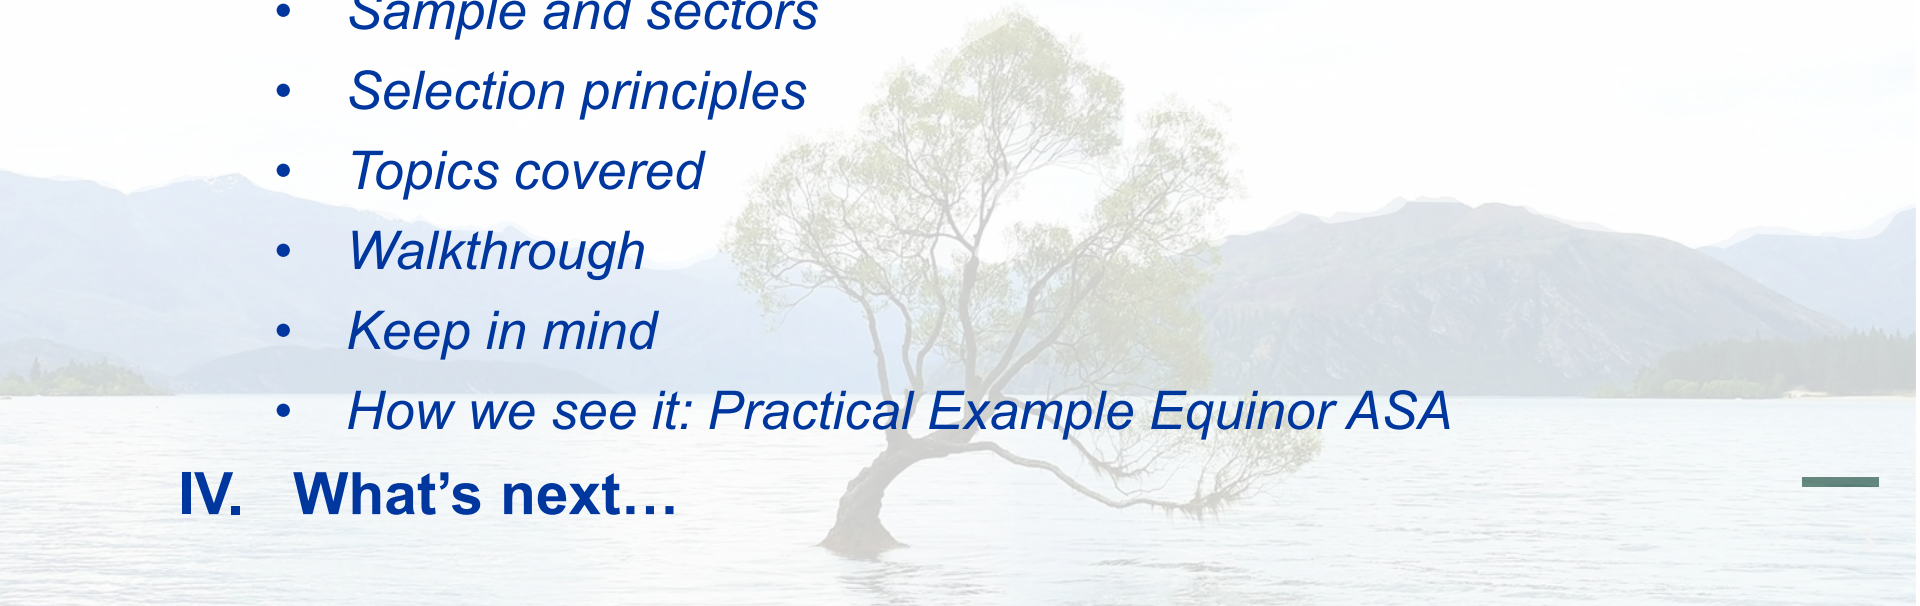 • Sample and sectors
• Selection principles
• Topics covered
• Walkthrough
• Keep in mind
• How we see it: Practical Example Equinor ASA
IV. What’s next…